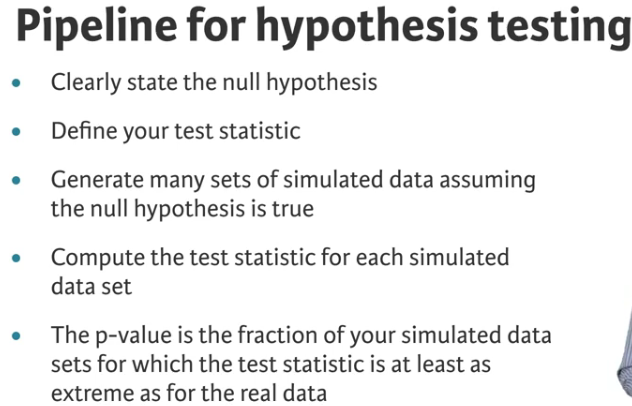 Pipeline for hypothesis testing
• Clearly state the null hypothesis
• Define your test statistic
• Generate many sets of simulated data assuming
the null hypothesis is true
• Compute the test statistic for each simulated
data set
• The p-value is the fraction of your simulated data
sets for which the test statistic is at least as
extreme as for the real data